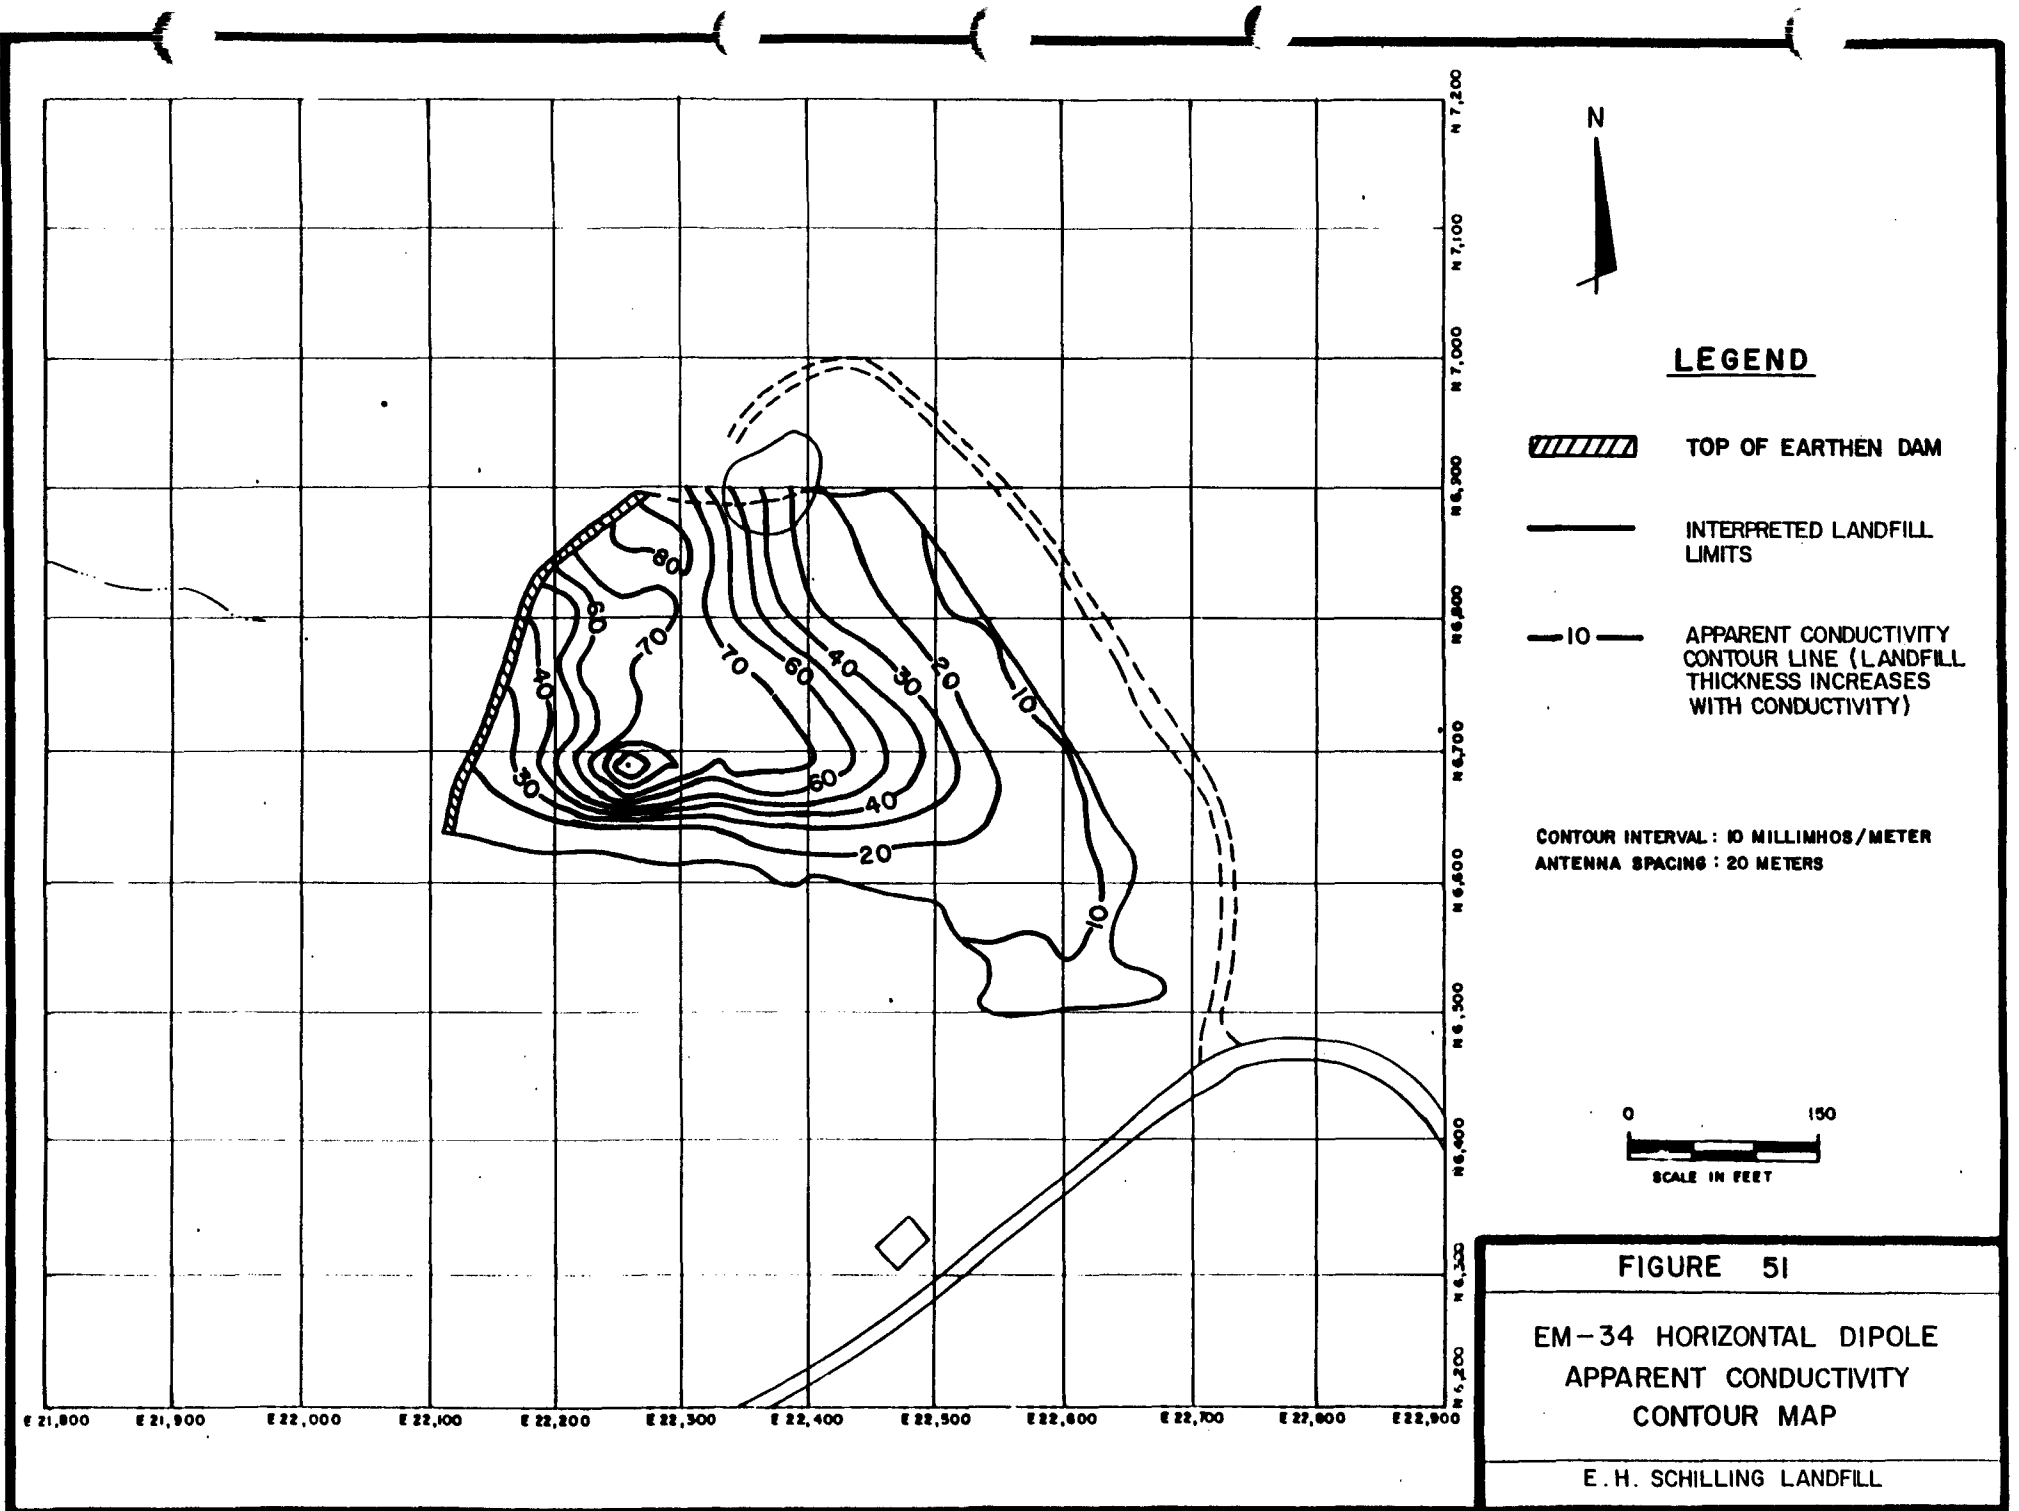 N 7,200
N 7,100
N 7,000
N 6,900
N 6,800
N 6,700
N 6,600
N 6,500
N 6,400
N 6,300
N 6,200
E 21,800 E 21,900 E 22,000 E 22,100 E 22,200 E 22,300 E 22,400 E 22,500 E 22,600 E 22,700 E 22,800 E 22,900
80
60
70
70
60
40
30
20
10
40
30
60
40
20
10
N
LEGEND
TOP OF EARTHEN DAM
INTERPRETED LANDFILL
LIMITS
10
APPARENT CONDUCTIVITY
CONTOUR LINE (LANDFILL
THICKNESS INCREASES
WITH CONDUCTIVITY)
CONTOUR INTERVAL : 10 MILLIMHOS/METER
ANTENNA SPACING : 20 METERS
0 150
SCALE IN FEET
FIGURE 51
EM-34 HORIZONTAL DIPOLE
APPARENT CONDUCTIVITY
CONTOUR MAP
E.H. SCHILLING LANDFILL